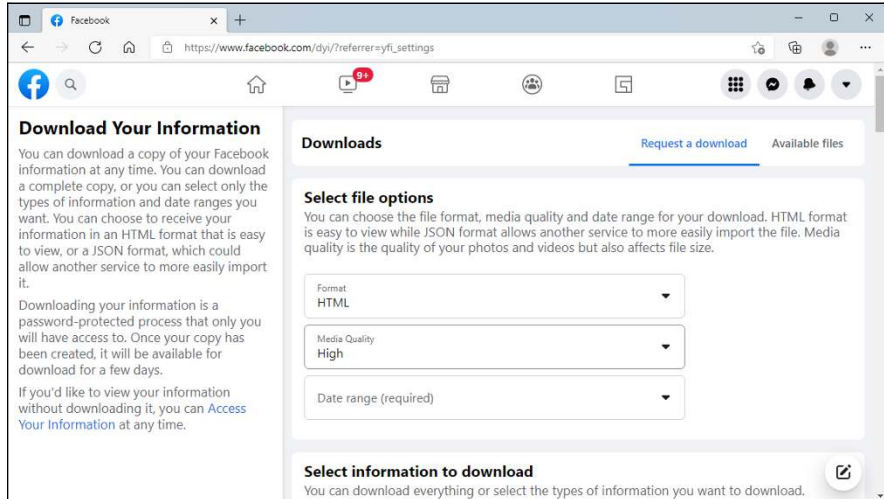 Facebook
https://www.facebook.com/dyi/?referrer=yfi_settings
9+
Download Your Information
You can download a copy of your Facebook
information at any time. You can download
a complete copy, or you can select only the
types of information and date ranges you
want. You can choose to receive your
information in an HTML format that is easy
to view, or a JSON format, which could
allow another service to more easily import
it.
Downloading your information is a
password-protected process that only you
will have access to. Once your copy has
been created, it will be available for
download for a few days.
If you'd like to view your information
without downloading it, you can Access
Your Information at any time.
Downloads
Request a download
Available files
Select file options
You can choose the file format, media quality and date range for your download. HTML format
is easy to view while JSON format allows another service to more easily import the file. Media
quality is the quality of your photos and videos but also affects file size.
Format
HTML
Media Quality
High
Date range (required)
Select information to download
You can download everything or select the types of information you want to download.